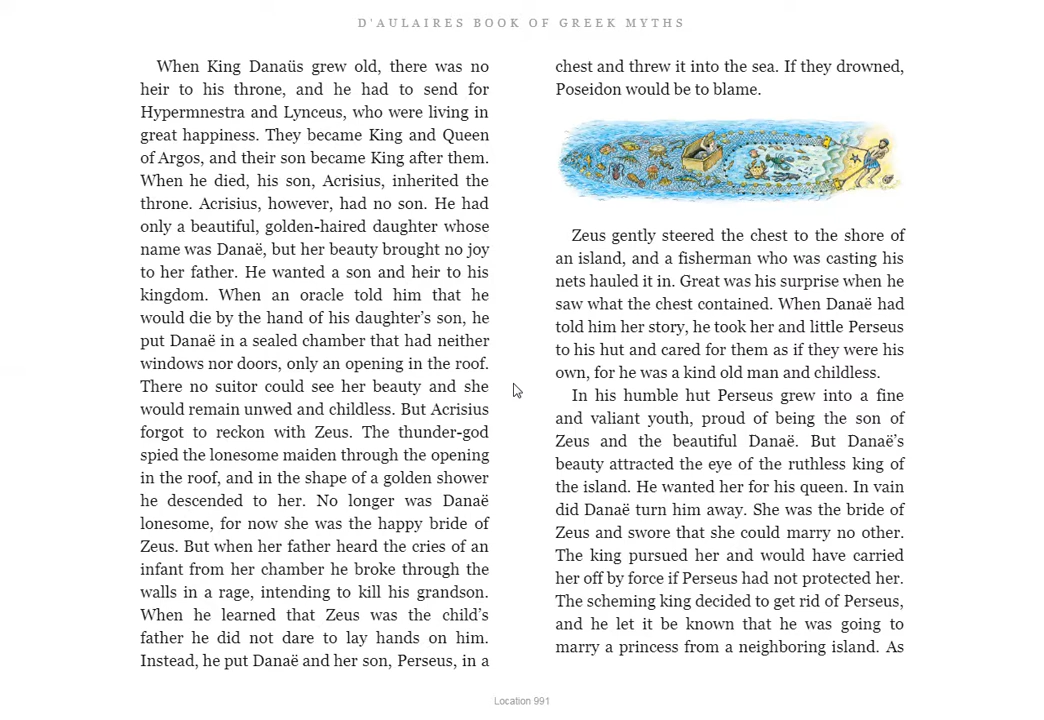 D'AULAIRES BOOK OF GREEK MYTHS
When King Danaüs grew old, there was no
heir to his throne, and he had to send for
Hypermnestra and Lynceus, who were living in
great happiness. They became King and Queen
of Argos, and their son became King after them.
When he died, his son, Acrisius, inherited the
throne. Acrisius, however, had no son. He had
only a beautiful, golden-haired daughter whose
name was Danaë, but her beauty brought no joy
to her father. He wanted a son and heir to his
kingdom. When an oracle told him that he
would die by the hand of his daughter's son, he
put Danaë in a sealed chamber that had neither
windows nor doors, only an opening in the roof.
There no suitor could see her beauty and she
would remain unwed and childless. But Acrisius
forgot to reckon with Zeus. The thunder-god
spied the lonesome maiden through the opening
in the roof, and in the shape of a golden shower
he descended to her. No longer was Danaë
lonesome, for now she was the happy bride of
Zeus. But when her father heard the cries of an
infant from her chamber he broke through the
walls in a rage, intending to kill his grandson.
When he learned that Zeus was the child's
father he did not dare to lay hands on him.
Instead, he put Danaë and her son, Perseus, in a
chest and threw it into the sea. If they drowned,
Poseidon would be to blame.
Zeus gently steered the chest to the shore of
an island, and a fisherman who was casting his
nets hauled it in. Great was his surprise when he
saw what the chest contained. When Danaë had
told him her story, he took her and little Perseus
to his hut and cared for them as if they were his
own, for he was a kind old man and childless.
In his humble hut Perseus grew into a fine
and valiant youth, proud of being the son of
Zeus and the beautiful Danaë. But Danaë's
beauty attracted the eye of the ruthless king of
the island. He wanted her for his queen. In vain
did Danaë turn him away. She was the bride of
Zeus and swore that she could marry no other.
The king pursued her and would have carried
her off by force if Perseus had not protected her.
The scheming king decided to get rid of Perseus,
and he let it be known that he was going to
marry a princess from a neighboring island. As
Location 991